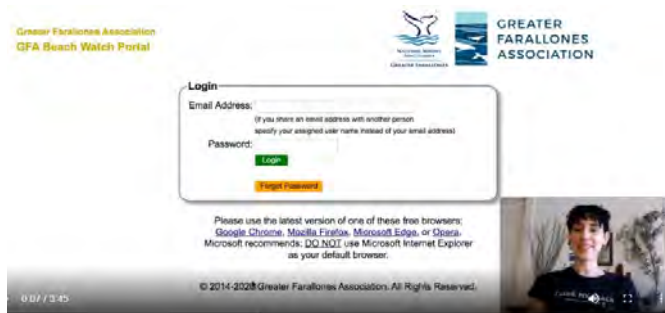 Greater Farallones Association
GFA Beach Watch Portal
GREATER
FARALLONES
ASSOCIATION
NATIONAL MARINE
GREATER FARALLONES
Login
Email Address:
(if you share an email address with another person
specify your assigned user name instead of your email address)
Password:
Login
Forgot Password
Please use the latest version of one of these free browsers:
Google Chrome, Mozilla Firefox, Microsoft Edge, or Opera.
Microsoft recommends: DO NOT use Microsoft Internet Explorer
as your default browser.
© 2014-2020 Greater Farallones Association. All Rights Reserved.
0:07 / 3:45